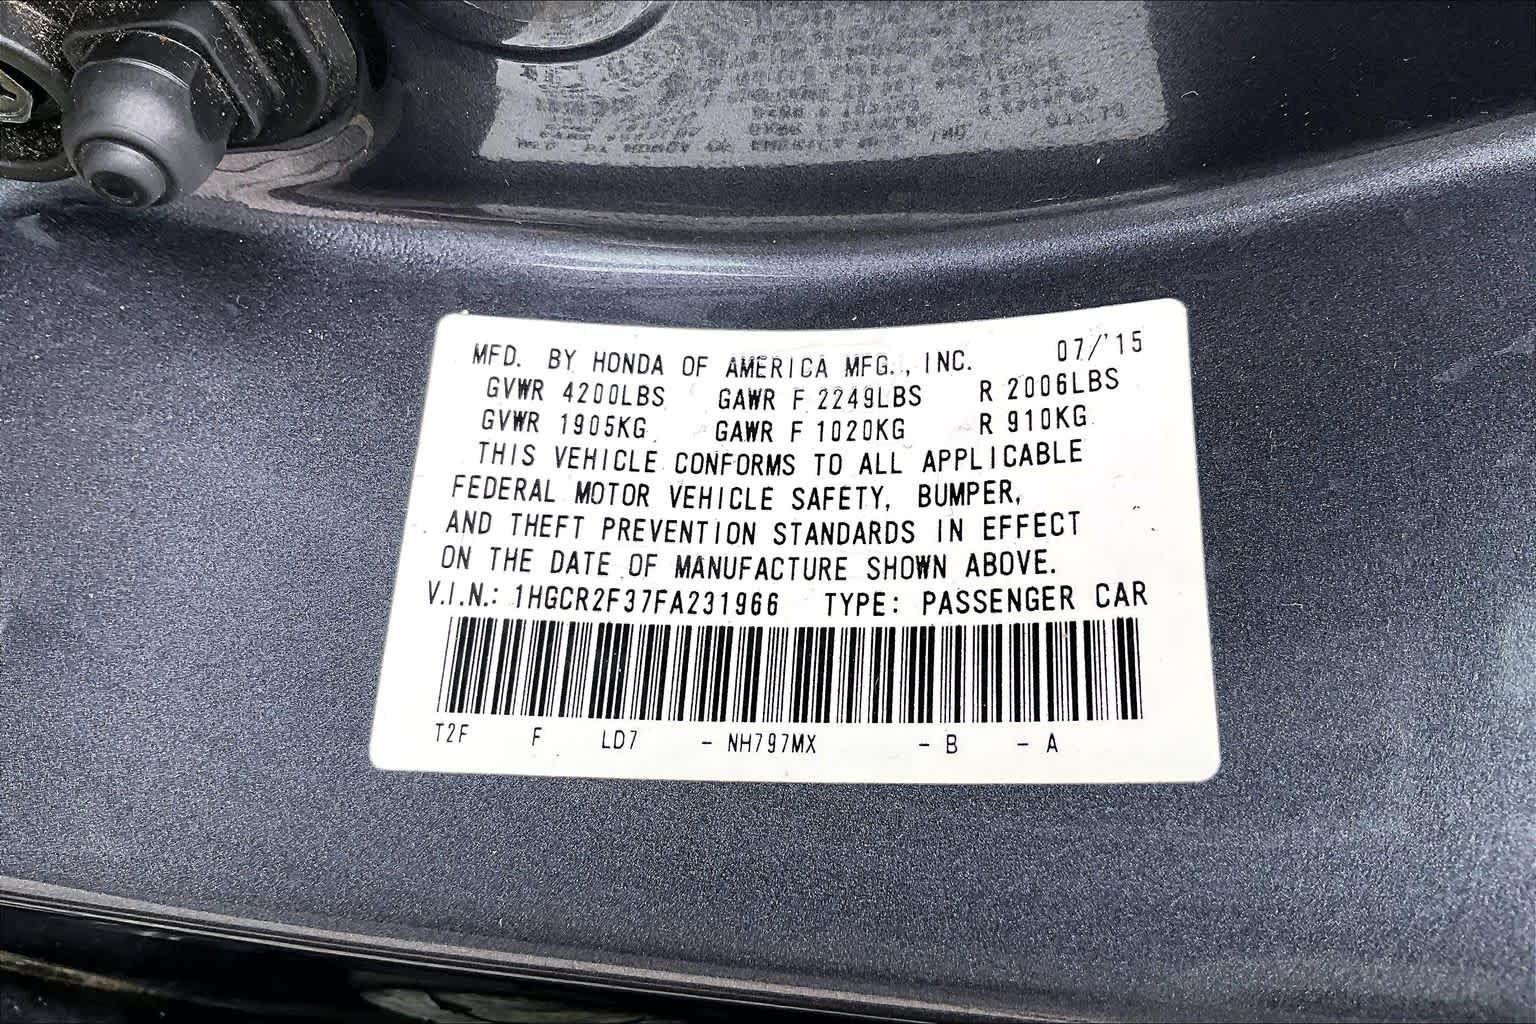 MFD. BY HONDA OF AMERICA MFG., INC. 07/'15
GVWR 4200LBS GAWR F 2249LBS R 2006LBS
GVWR 1905KG GAWR F 1020KG R 910KG
THIS VEHICLE CONFORMS TO ALL APPLICABLE
FEDERAL MOTOR VEHICLE SAFETY, BUMPER,
AND THEFT PREVENTION STANDARDS IN EFFECT
ON THE DATE OF MANUFACTURE SHOWN ABOVE.
V.I.N.: 1HGCR2F37FA231966 TYPE: PASSENGER CAR
T2F F LD7 - NH797MX - B - A